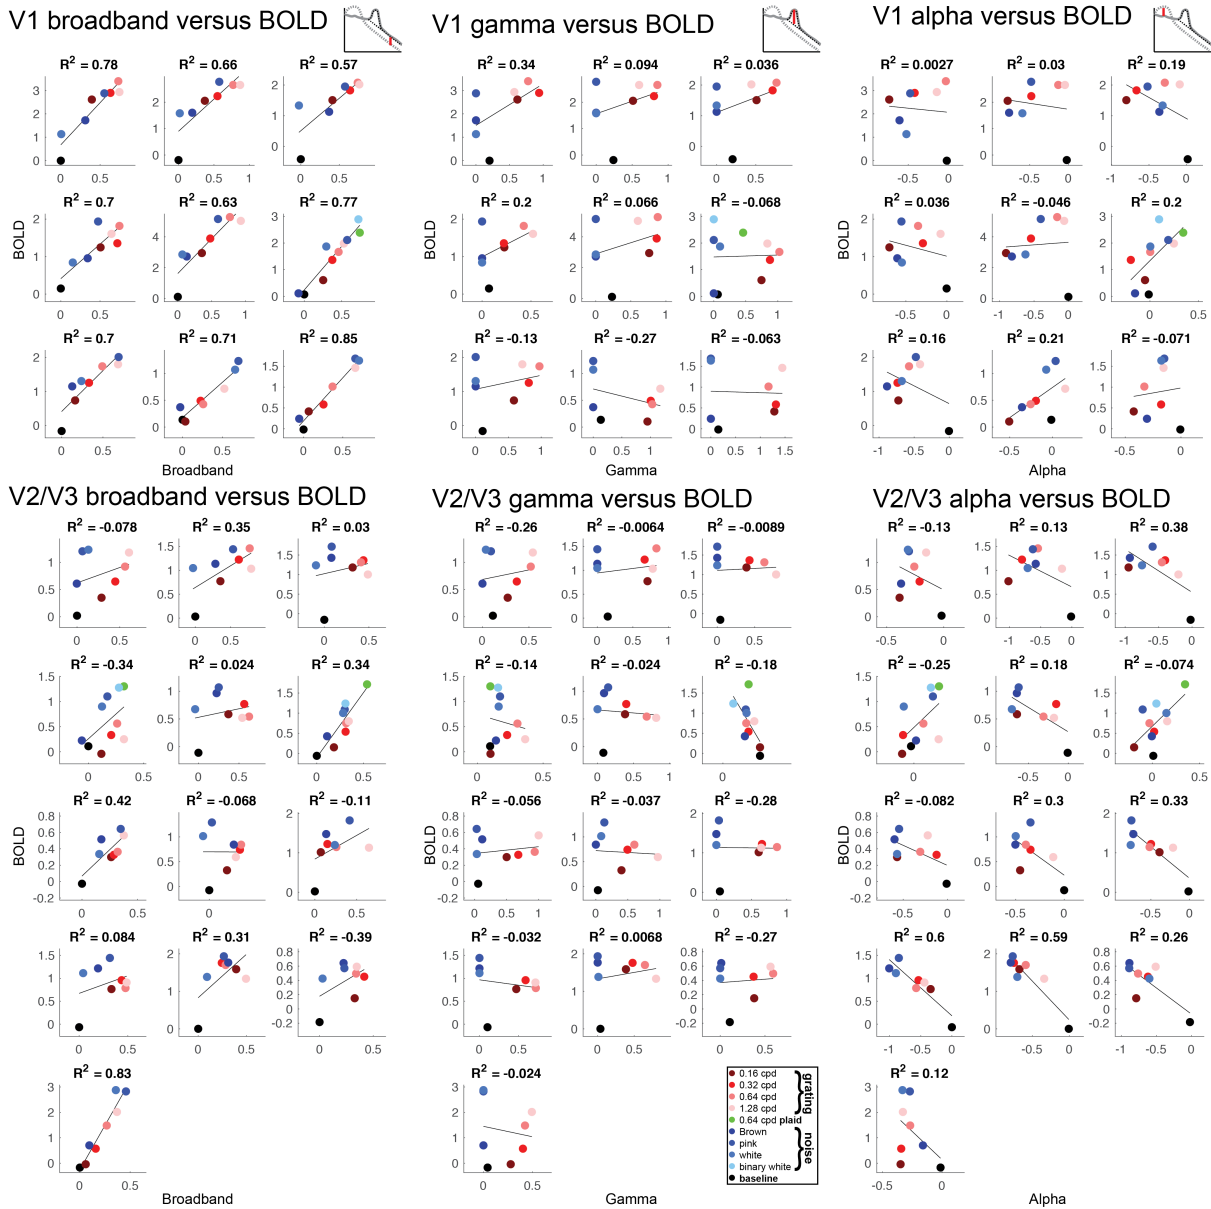 V1 broadband versus BOLD
V1 gamma versus BOLD
V1 alpha versus BOLD
R² = 0.78
R² = 0.66
R² = 0.57
R² = 0.34
R² = 0.094
R² = 0.036
R² = 0.0027
R² = 0.03
R² = 0.19
R² = 0.7
R² = 0.63
R² = 0.77
R² = 0.2
R² = 0.066
R² = -0.068
R² = 0.036
R² = -0.046
R² = 0.2
BOLD
BOLD
BOLD
R² = 0.7
R² = 0.71
R² = 0.85
R² = -0.13
R² = -0.27
R² = -0.063
R² = 0.16
R² = 0.21
R² = -0.071
Broadband
Gamma
Alpha
V2/V3 broadband versus BOLD
V2/V3 gamma versus BOLD
V2/V3 alpha versus BOLD
R² = -0.078
R² = 0.35
R² = 0.03
R² = -0.26
R² = -0.0064
R² = -0.0089
R² = -0.13
R² = 0.13
R² = 0.38
R² = -0.34
R² = 0.024
R² = 0.34
R² = -0.14
R² = -0.024
R² = -0.18
R² = -0.25
R² = 0.18
R² = -0.074
R² = 0.42
R² = -0.068
R² = -0.11
R² = -0.056
R² = -0.037
R² = -0.28
R² = -0.082
R² = 0.3
R² = 0.33
BOLD
BOLD
BOLD
R² = 0.084
R² = 0.31
R² = -0.39
R² = -0.032
R² = 0.0068
R² = -0.27
R² = 0.6
R² = 0.59
R² = 0.26
R² = 0.83
R² = -0.024
R² = 0.12
0.16 cpd
0.32 cpd
0.64 cpd
1.28 cpd
grating
0.64 cpd plaid
Brown
pink
white
binary white
noise
baseline
Broadband
Gamma
Alpha